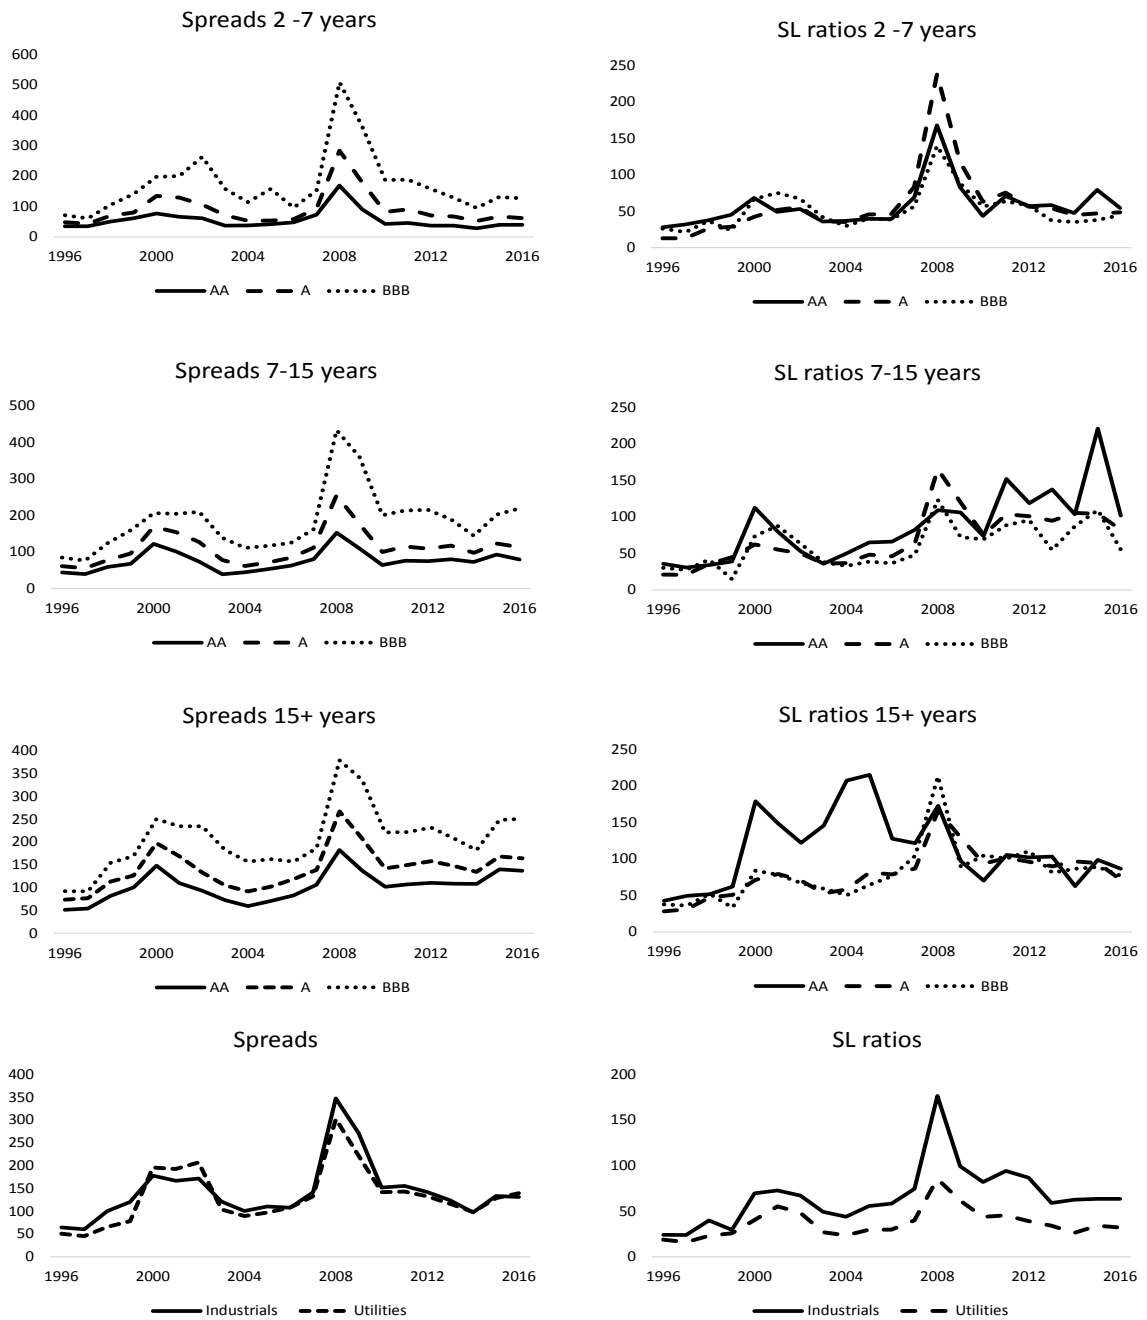 Spreads 2 -7 years
600
500
400
300
200
100
0
1996 2000 2004 2008 2012 2016
AA A BBB
SL ratios 2 -7 years
250
200
150
100
50
0
1996 2000 2004 2008 2012 2016
AA A BBB
Spreads 7-15 years
500
400
300
200
100
0
1996 2000 2004 2008 2012 2016
AA A BBB
SL ratios 7-15 years
250
200
150
100
50
0
1996 2000 2004 2008 2012 2016
AA A BBB
Spreads 15+ years
400
350
300
250
200
150
100
50
0
1996 2000 2004 2008 2012 2016
AA A BBB
SL ratios 15+ years
250
200
150
100
50
0
1996 2000 2004 2008 2012 2016
AA A BBB
Spreads
400
350
300
250
200
150
100
50
0
1996 2000 2004 2008 2012 2016
Industrials Utilities
SL ratios
200
150
100
50
0
1996 2000 2004 2008 2012 2016
Industrials Utilities